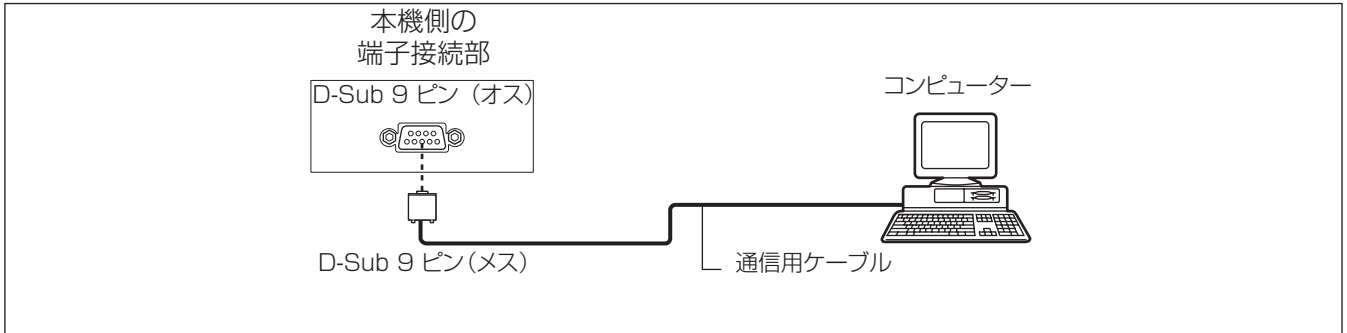 本機側の
端子接続部
D-Sub 9 ピン（オス）
コンピューター
D-Sub 9 ピン（メス）
通信用ケーブル